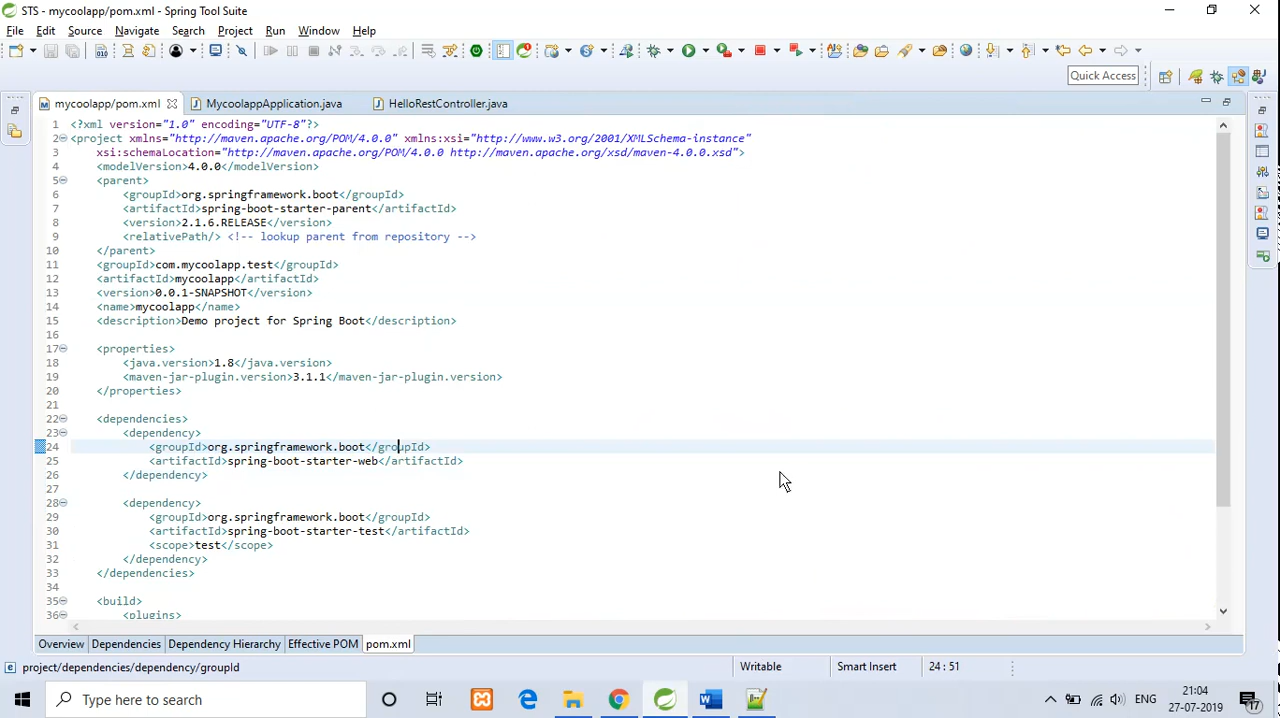 STS - mycoolapp/pom.xml - Spring Tool Suite
File Edit Source Navigate Search Project Run Window Help
Quick Access
mycoolapp/pom.xml MycoolappApplication.java HelloRestController.java
1 <?xml version="1.0" encoding="UTF-8"?>
2 <project xmlns="http://maven.apache.org/POM/4.0.0" xmlns:xsi="http://www.w3.org/2001/XMLSchema-instance"
3 xsi:schemaLocation="http://maven.apache.org/POM/4.0.0 http://maven.apache.org/xsd/maven-4.0.0.xsd">
4 <modelVersion>4.0.0</modelVersion>
5 <parent>
6 <groupId>org.springframework.boot</groupId>
7 <artifactId>spring-boot-starter-parent</artifactId>
8 <version>2.1.6.RELEASE</version>
9 <relativePath/> <!-- lookup parent from repository -->
10 </parent>
11 <groupId>com.mycoolapp.test</groupId>
12 <artifactId>mycoolapp</artifactId>
13 <version>0.0.1-SNAPSHOT</version>
14 <name>mycoolapp</name>
15 <description>Demo project for Spring Boot</description>
16
17 <properties>
18 <java.version>1.8</java.version>
19 <maven-jar-plugin.version>3.1.1</maven-jar-plugin.version>
20 </properties>
21
22 <dependencies>
23 <dependency>
24 <groupId>org.springframework.boot</groupId>
25 <artifactId>spring-boot-starter-web</artifactId>
26 </dependency>
27
28 <dependency>
29 <groupId>org.springframework.boot</groupId>
30 <artifactId>spring-boot-starter-test</artifactId>
31 <scope>test</scope>
32 </dependency>
33 </dependencies>
34
35 <build>
36 <plugins>
Overview Dependencies Dependency Hierarchy Effective POM pom.xml
project/dependencies/dependency/groupId Writable Smart Insert 24 : 51
Type here to search ENG 21:04
27-07-2019 17